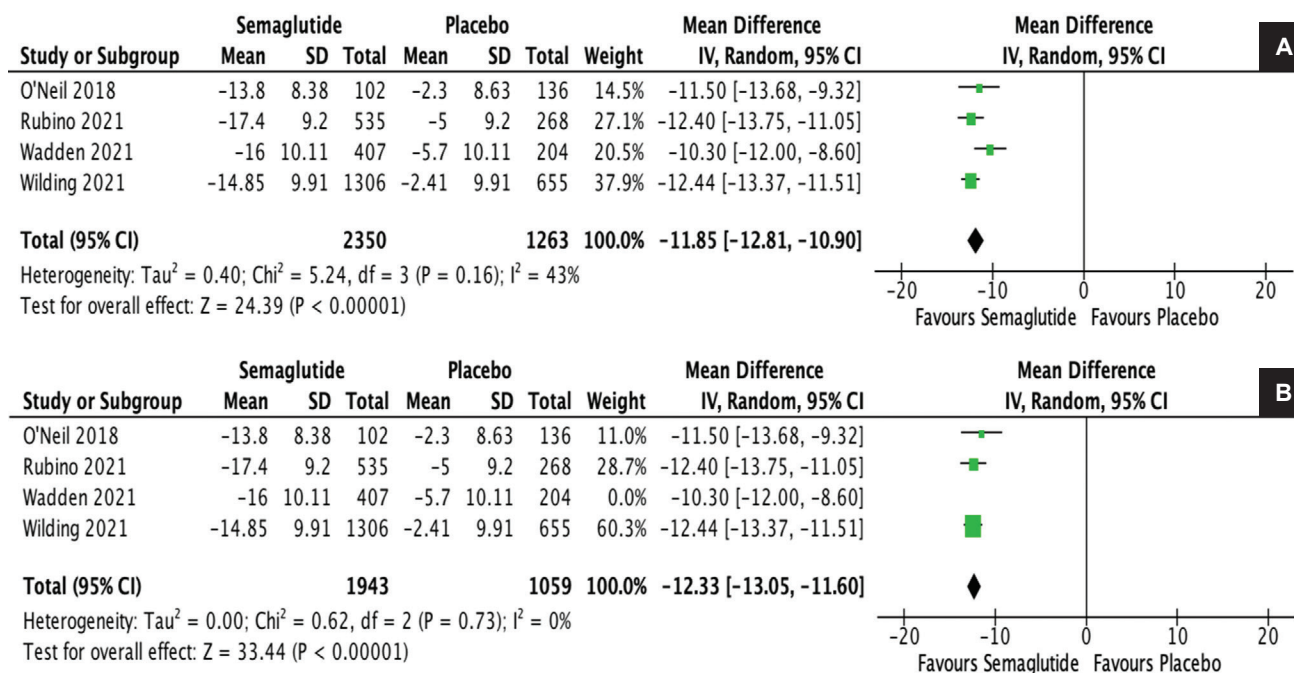 Semaglutide Placebo Mean Difference Mean Difference
Study or Subgroup Mean SD Total Mean SD Total Weight IV, Random, 95% CI IV, Random, 95% CI A
O'Neil 2018 −13.8 8.38 102 −2.3 8.63 136 14.5% −11.50 [−13.68, −9.32]
Rubino 2021 −17.4 9.2 535 −5 9.2 268 27.1% −12.40 [−13.75, −11.05]
Wadden 2021 −16 10.11 407 −5.7 10.11 204 20.5% −10.30 [−12.00, −8.60]
Wilding 2021 −14.85 9.91 1306 −2.41 9.91 655 37.9% −12.44 [−13.37, −11.51]
Total (95% CI) 2350 1263 100.0% −11.85 [−12.81, −10.90]
Heterogeneity: Tau² = 0.40; Chi² = 5.24, df = 3 (P = 0.16); I² = 43%
Test for overall effect: Z = 24.39 (P < 0.00001)
−20 −10 0 10 20
Favours Semaglutide Favours Placebo
Semaglutide Placebo Mean Difference Mean Difference
Study or Subgroup Mean SD Total Mean SD Total Weight IV, Random, 95% CI IV, Random, 95% CI B
O'Neil 2018 −13.8 8.38 102 −2.3 8.63 136 11.0% −11.50 [−13.68, −9.32]
Rubino 2021 −17.4 9.2 535 −5 9.2 268 28.7% −12.40 [−13.75, −11.05]
Wadden 2021 −16 10.11 407 −5.7 10.11 204 0.0% −10.30 [−12.00, −8.60]
Wilding 2021 −14.85 9.91 1306 −2.41 9.91 655 60.3% −12.44 [−13.37, −11.51]
Total (95% CI) 1943 1059 100.0% −12.33 [−13.05, −11.60]
Heterogeneity: Tau² = 0.00; Chi² = 0.62, df = 2 (P = 0.73); I² = 0%
Test for overall effect: Z = 33.44 (P < 0.00001)
−20 −10 0 10 20
Favours Semaglutide Favours Placebo